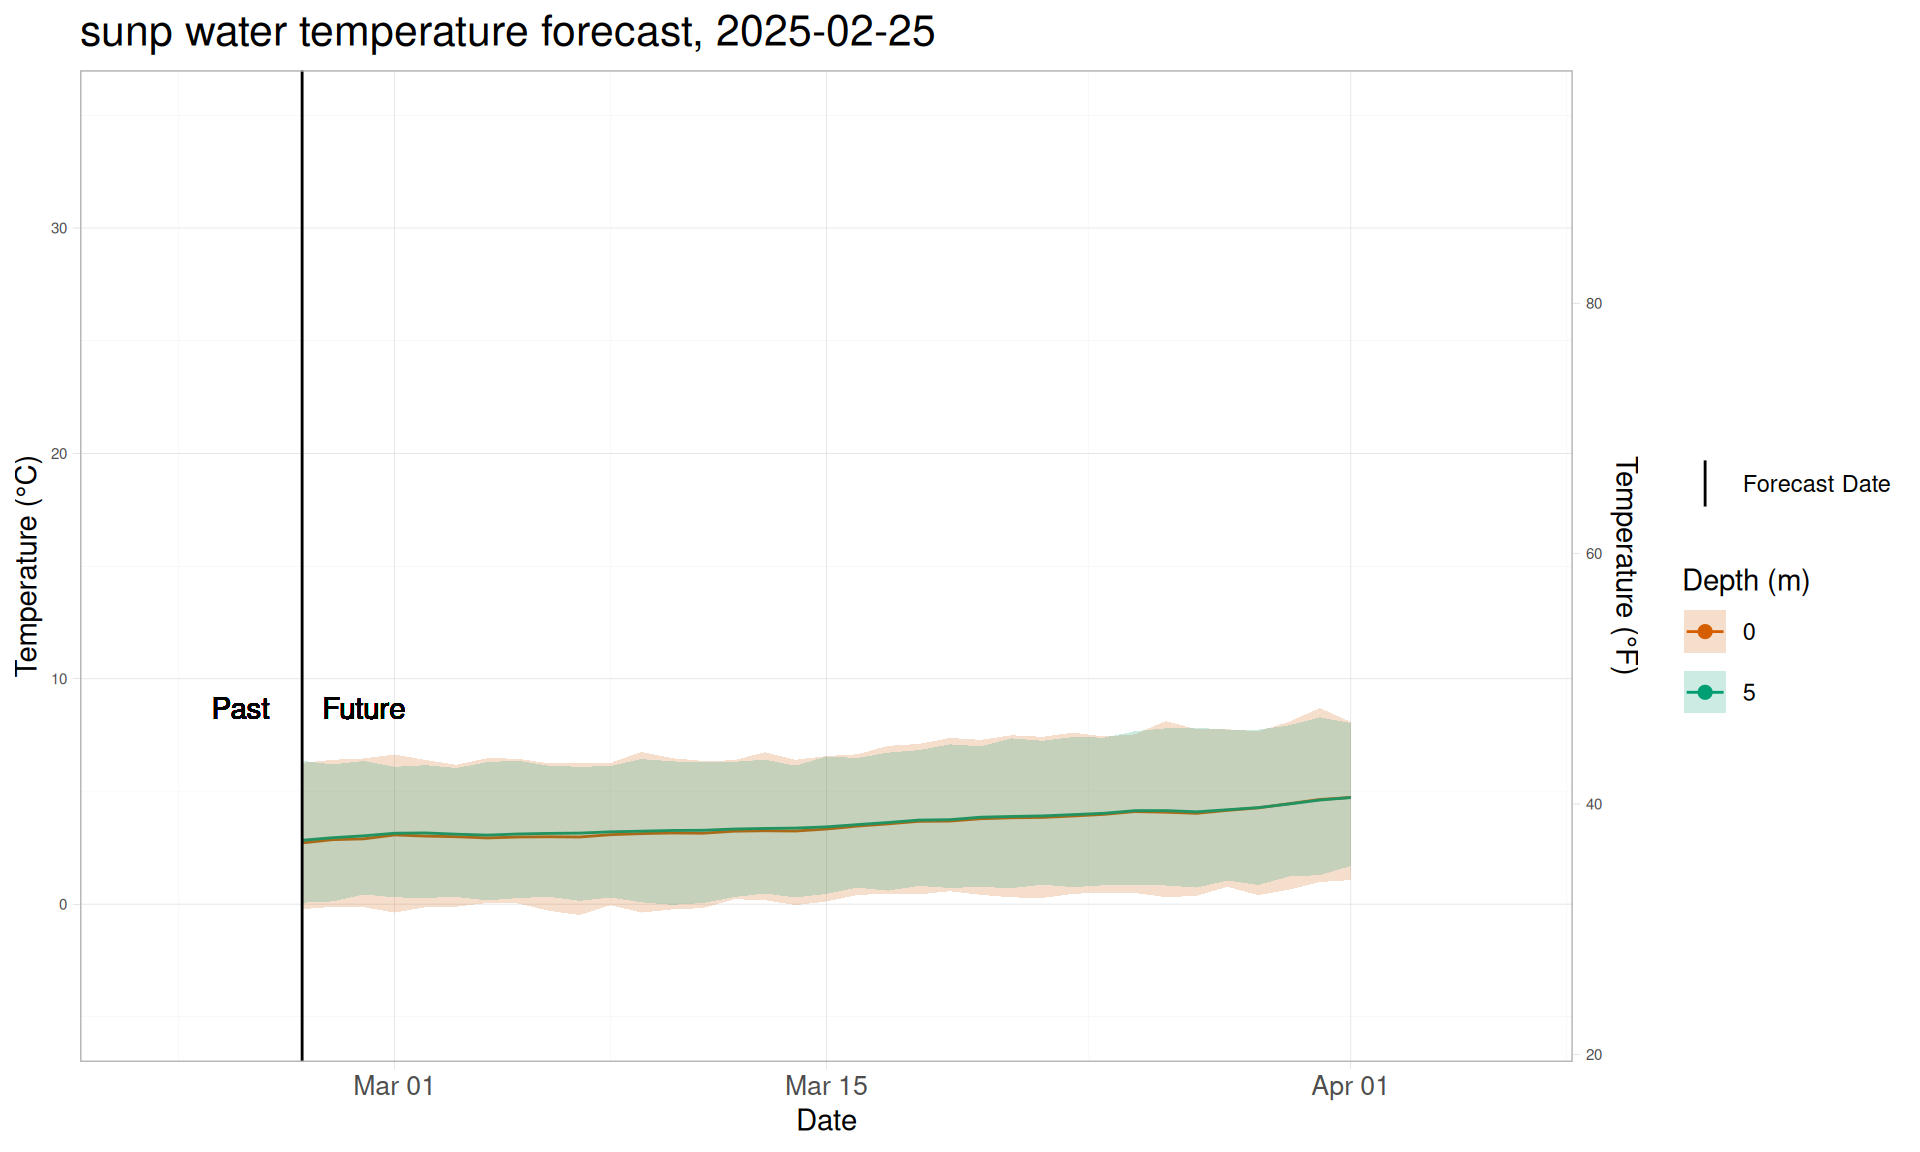 sunp water temperature forecast, 2025-02-25
Temperature (°C)
30
20
10
0
Past
Future
Mar 01
Mar 15
Apr 01
Date
80
60
40
20
Temperature (°F)
Forecast Date
Depth (m)
0
5